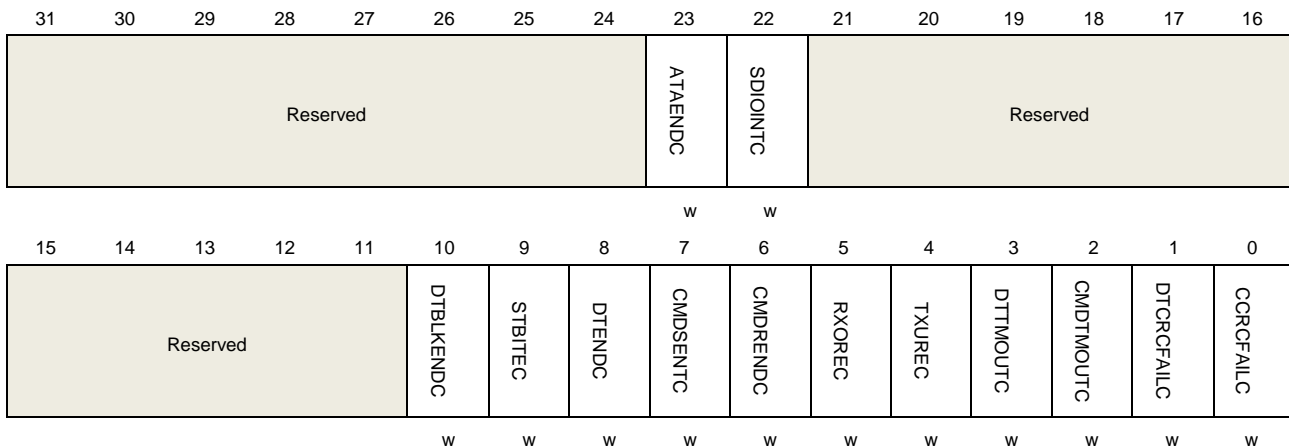 31 30 29 28 27 26 25 24 23 22 21 20 19 18 17 16
Reserved ATAENDC SDIOINTC Reserved
w w
15 14 13 12 11 10 9 8 7 6 5 4 3 2 1 0
Reserved DTBLKENDC STBITEC DTENDC CMDSENTC CMDRENDC RXOREC TXUREC DTTMOUTC CMDTMOUTC DTCRCFAILC CCRCFAILC
w w w w w w w w w w w